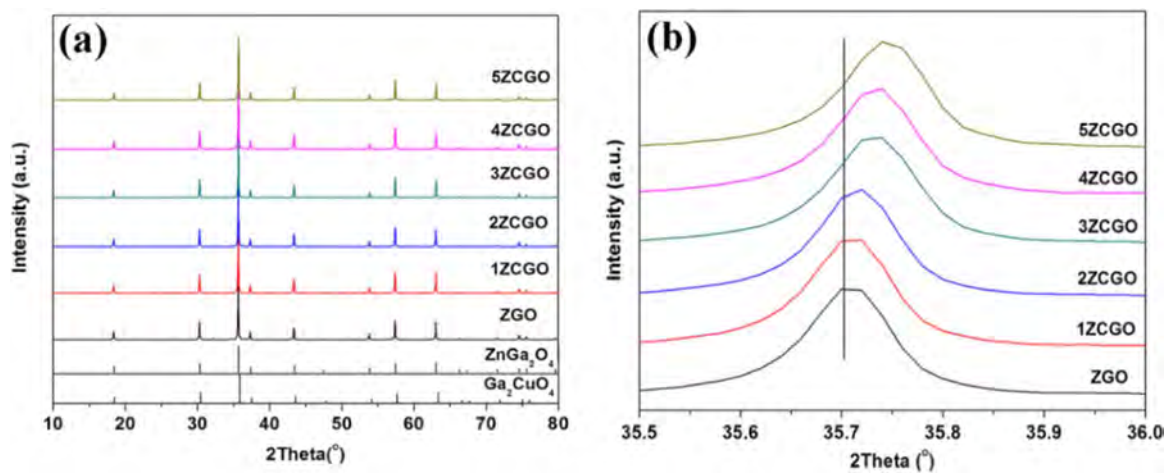 (a)
Intensity (a.u.)
5ZCGO
4ZCGO
3ZCGO
2ZCGO
1ZCGO
ZGO
ZnGa₂O₄
Ga₂CuO₄
10 20 30 40 50 60 70 80
2Theta(°)
(b)
Intensity (a.u.)
5ZCGO
4ZCGO
3ZCGO
2ZCGO
1ZCGO
ZGO
35.5 35.6 35.7 35.8 35.9 36.0
2Theta (°)